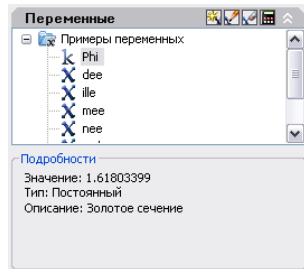 Переменные
Примеры переменных
Phi
dee
ille
mee
nee
Подробности
Значение: 1.61803399
Тип: Постоянный
Описание: Золотое сечение